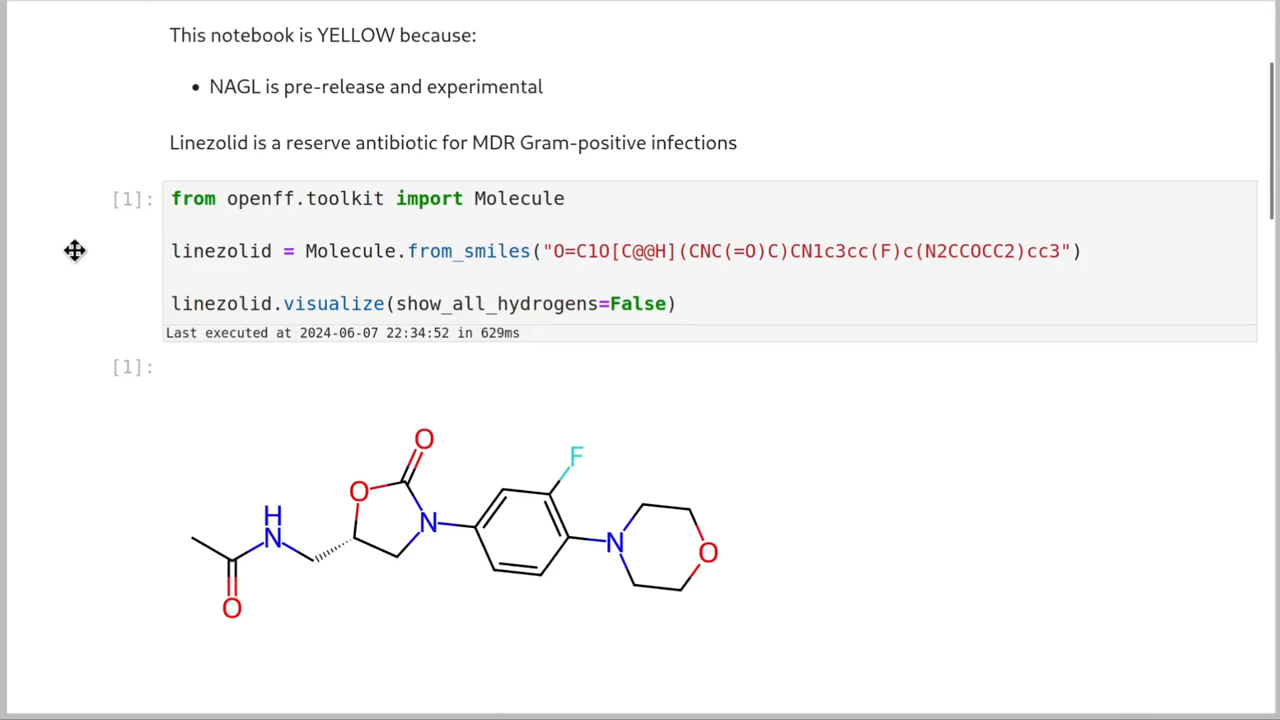 This notebook is YELLOW because:
• NAGL is pre-release and experimental
Linezolid is a reserve antibiotic for MDR Gram-positive infections
[1]: from openff.toolkit import Molecule
linezolid = Molecule.from_smiles("O=C1O[C@@H](CNC(=O)C)CN1c3cc(F)c(N2CCOCC2)cc3")
linezolid.visualize(show_all_hydrogens=False)
Last executed at 2024-06-07 22:34:52 in 629ms
[1]:
O
F
O
H
N
N
N
O
O